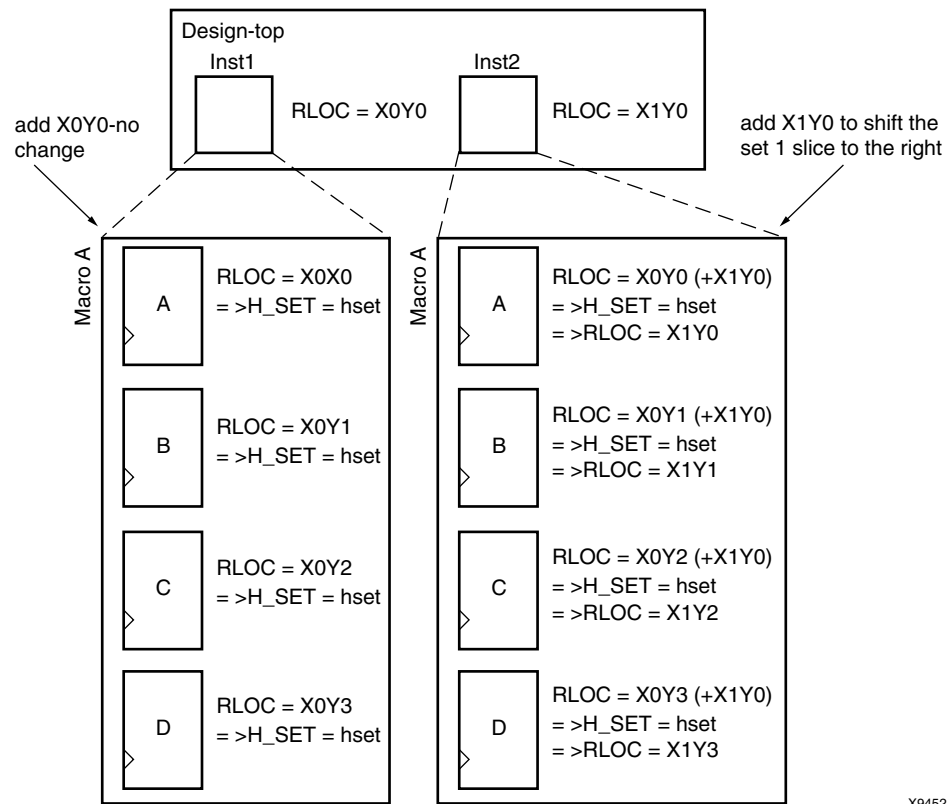 Design-top
Inst1
Inst2
RLOC = X0Y0
RLOC = X1Y0
add X0Y0-no
change
add X1Y0 to shift the
set 1 slice to the right
Macro A
A
RLOC = X0X0
= >H_SET = hset
B
RLOC = X0Y1
= >H_SET = hset
C
RLOC = X0Y2
= >H_SET = hset
D
RLOC = X0Y3
= >H_SET = hset
Macro A
A
RLOC = X0Y0 (+X1Y0)
= >H_SET = hset
= >RLOC = X1Y0
B
RLOC = X0Y1 (+X1Y0)
= >H_SET = hset
= >RLOC = X1Y1
C
RLOC = X0Y2 (+X1Y0)
= >H_SET = hset
= >RLOC = X1Y2
D
RLOC = X0Y3 (+X1Y0)
= >H_SET = hset
= >RLOC = X1Y3
X9452